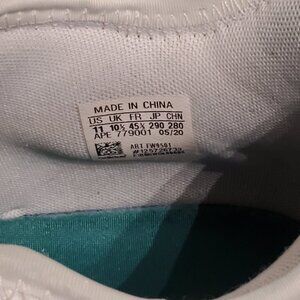 MADE IN CHINA
US UK FR JP CHN
11 10½ 45⅓ 290 280
APE 779001 05/20
ART FW9501